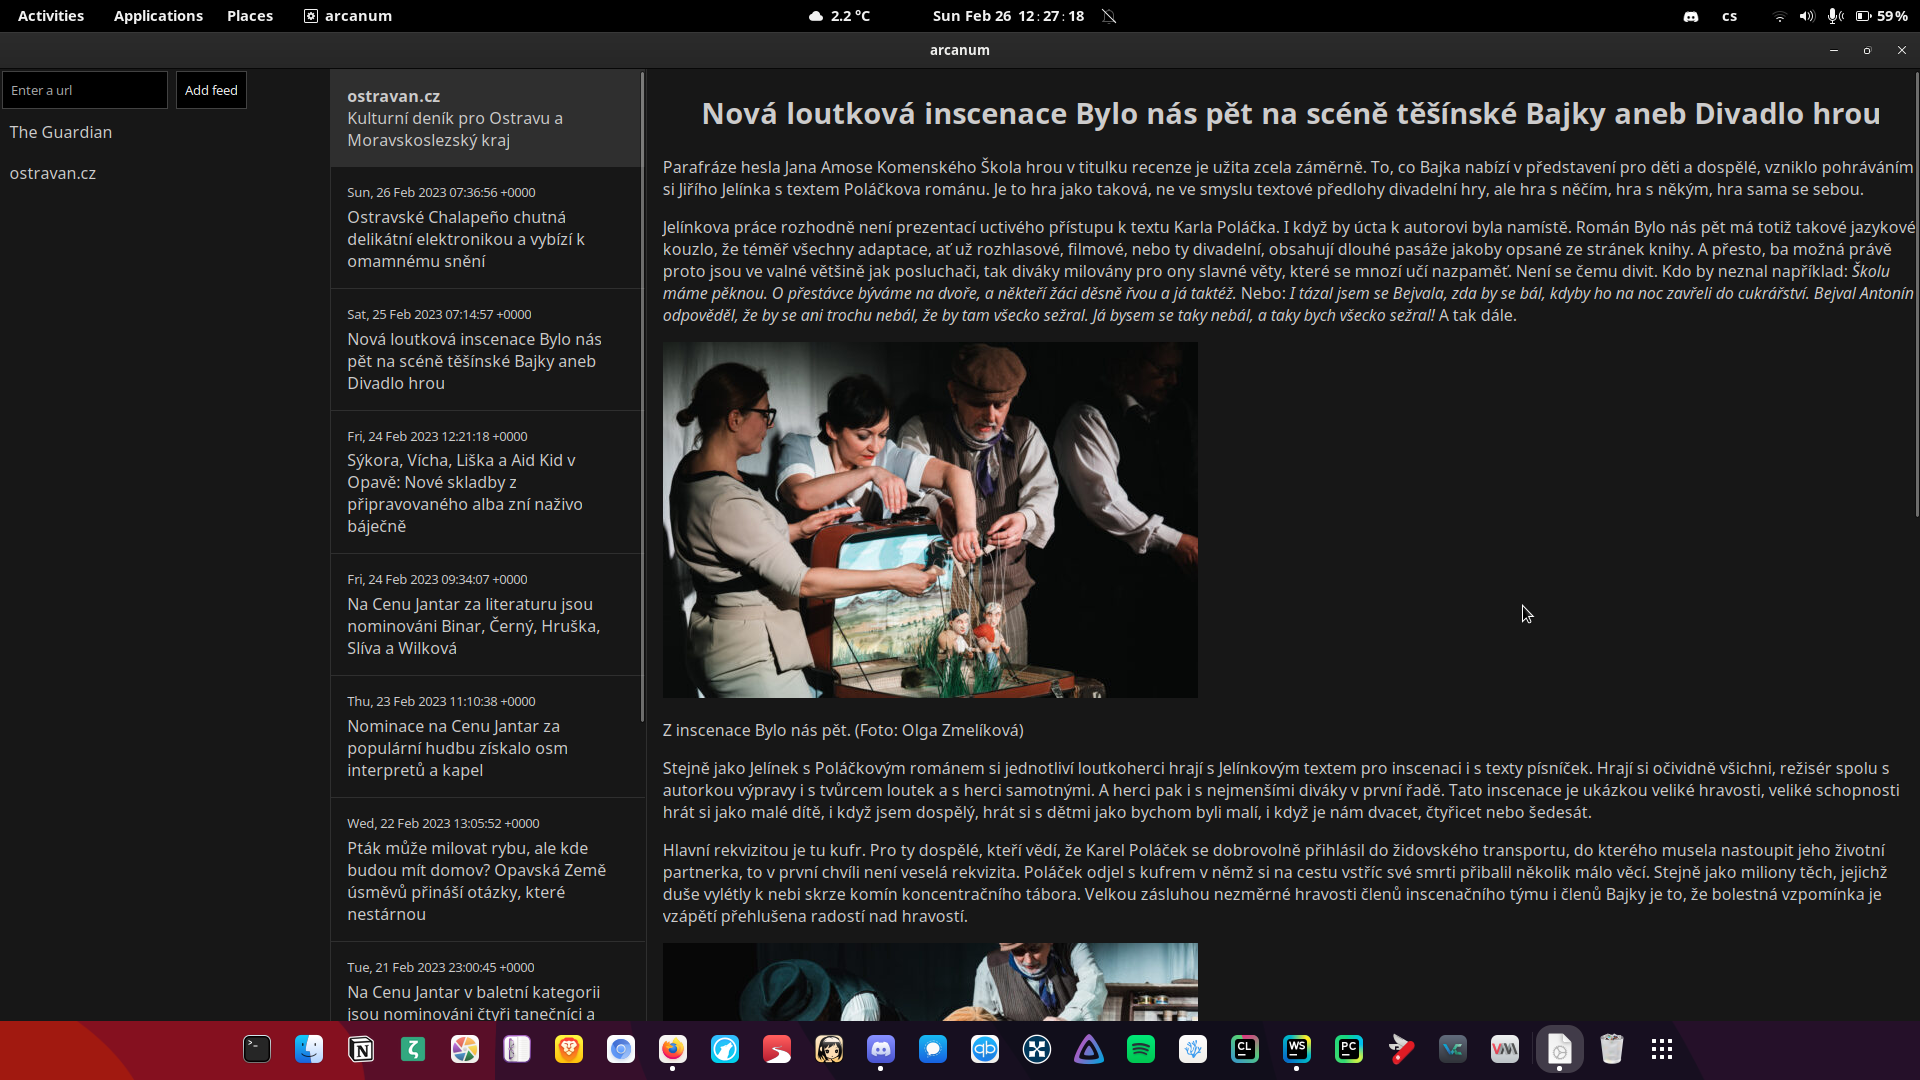 Activities
Applications
Places
arcanum
2.2 °C
Sun Feb 26 12:27:18
cs
59%
arcanum
Enter a url
Add feed
The Guardian
ostravan.cz
ostravan.cz
Kulturní deník pro Ostravu a
Moravskoslezský kraj
Sun, 26 Feb 2023 07:36:56 +0000
Ostravské Chalapeño chutná
delikátní elektronikou a vybízí k
omamnému snění
Sat, 25 Feb 2023 07:14:57 +0000
Nová loutková inscenace Bylo nás
pět na scéně těšínské Bajky aneb
Divadlo hrou
Fri, 24 Feb 2023 12:21:18 +0000
Sýkora, Vícha, Liška a Aid Kid v
Opavě: Nové skladby z
připravovaného alba zní naživo
báječně
Fri, 24 Feb 2023 09:34:07 +0000
Na Cenu Jantar za literaturu jsou
nominováni Binar, Černý, Hruška,
Slíva a Wilková
Thu, 23 Feb 2023 11:10:38 +0000
Nominace na Cenu Jantar za
populární hudbu získalo osm
interpretů a kapel
Wed, 22 Feb 2023 13:05:52 +0000
Pták může milovat rybu, ale kde
budou mít domov? Opavská Země
úsměvů přináší otázky, které
nestárnou
Tue, 21 Feb 2023 23:00:45 +0000
Na Cenu Jantar v baletní kategorii
jsou nominováni čtyři tanečníci a
Nová loutková inscenace Bylo nás pět na scéně těšínské Bajky aneb Divadlo hrou
Parafráze hesla Jana Amose Komenského Škola hrou v titulku recenze je užita zcela záměrně. To, co Bajka nabízí v představení pro děti a dospělé, vzniklo pohráváním
si Jiřího Jelínka s textem Poláčkova románu. Je to hra jako taková, ne ve smyslu textové předlohy divadelní hry, ale hra s něčím, hra s někým, hra sama se sebou.
Jelínkova práce rozhodně není prezentací uctivého přístupu k textu Karla Poláčka. I když by úcta k autorovi byla namístě. Román Bylo nás pět má totiž takové jazykové
kouzlo, že téměř všechny adaptace, ať už rozhlasové, filmové, nebo ty divadelní, obsahují dlouhé pasáže jakoby opsané ze stránek knihy. A přesto, ba možná právě
proto jsou ve valné většině jak posluchači, tak diváky milovány pro ony slavné věty, které se mnozí učí nazpaměť. Není se čemu divit. Kdo by neznal například: Školu
máme pěknou. O přestávce býváme na dvoře, a někteří žáci děsně řvou a já taktéž. Nebo: I tázal jsem se Bejvala, zda by se bál, kdyby ho na noc zavřeli do cukrářství. Bejval Antonín
odpověděl, že by se ani trochu nebál, že by tam všecko sežral. Já bysem se taky nebál, a taky bych všecko sežral! A tak dále.
Z inscenace Bylo nás pět. (Foto: Olga Zmelíková)
Stejně jako Jelínek s Poláčkovým románem si jednotliví loutkoherci hrají s Jelínkovým textem pro inscenaci i s texty písníček. Hrají si očividně všichni, režisér spolu s
autorkou výpravy i s tvůrcem loutek a s herci samotnými. A herci pak i s nejmenšími diváky v první řadě. Tato inscenace je ukázkou veliké hravosti, veliké schopnosti
hrát si jako malé dítě, i když jsem dospělý, hrát si s dětmi jako bychom byli malí, i když je nám dvacet, čtyřicet nebo šedesát.
Hlavní rekvizitou je tu kufr. Pro ty dospělé, kteří vědí, že Karel Poláček se dobrovolně přihlásil do židovského transportu, do kterého musela nastoupit jeho životní
partnerka, to v první chvíli není veselá rekvizita. Poláček odjel s kufrem v němž si na cestu vstříc své smrti přibalil několik málo věcí. Stejně jako miliony těch, jejichž
duše vylétly k nebi skrze komín koncentračního tábora. Velkou zásluhou nezměrné hravosti členů inscenačního týmu i členů Bajky je to, že bolestná vzpomínka je
vzápětí přehlušena radostí nad hravostí.